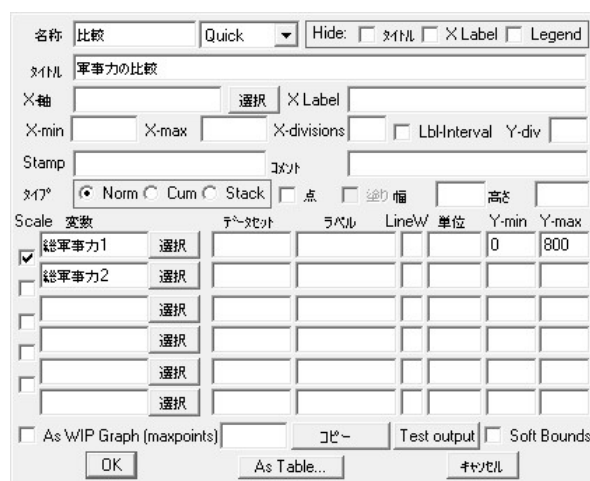 名称 比較 Quick Hide: ﾀｲﾄﾙ X Label Legend
ﾀｲﾄﾙ 軍事力の比較
X-軸 選択 X Label
X-min X-max X-divisions Lbl-Interval Y-div
Stamp ｺﾒﾝﾄ
ﾀｲﾌﾟ Norm Cum Stack 点 塗り 幅 高さ
Scale 変数 ﾃﾞｰﾀｾｯﾄ ﾗﾍﾞﾙ LineW 単位 Y-min Y-max
総軍事力1 選択 0 800
総軍事力2 選択
選択
選択
選択
選択
As WIP Graph (maxpoints) ｺﾋﾟｰ Test output Soft Bounds
OK As Table... ｷｬﾝｾﾙ